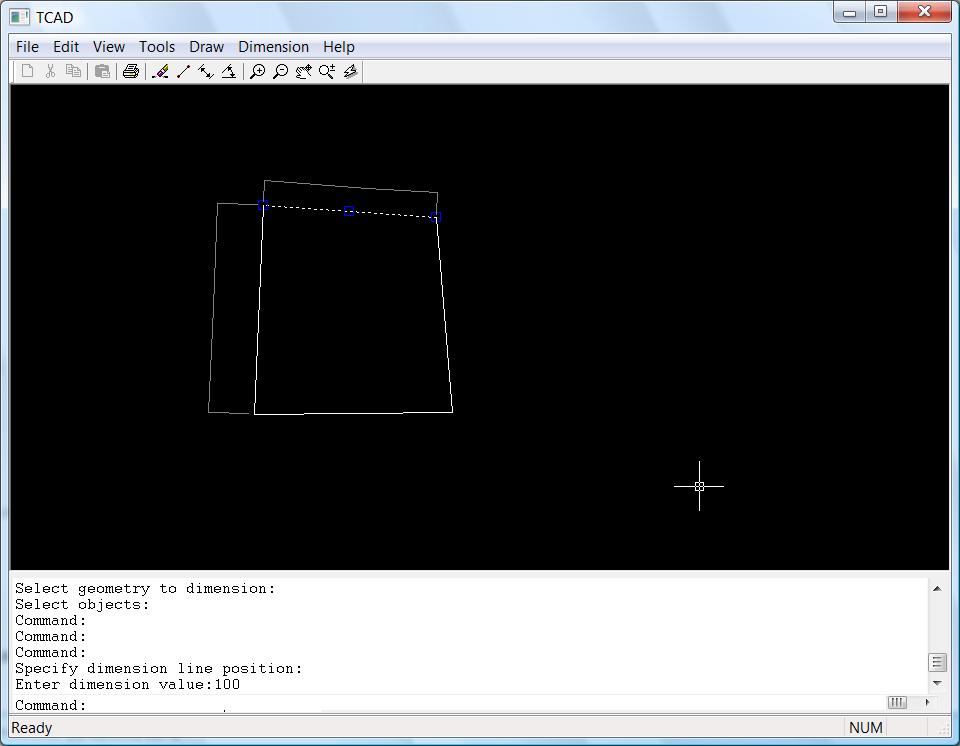 TCAD
File Edit View Tools Draw Dimension Help
Select geometry to dimension:
Select objects:
Command:
Command:
Command:
Specify dimension line position:
Enter dimension value:100
Command:
Ready NUM